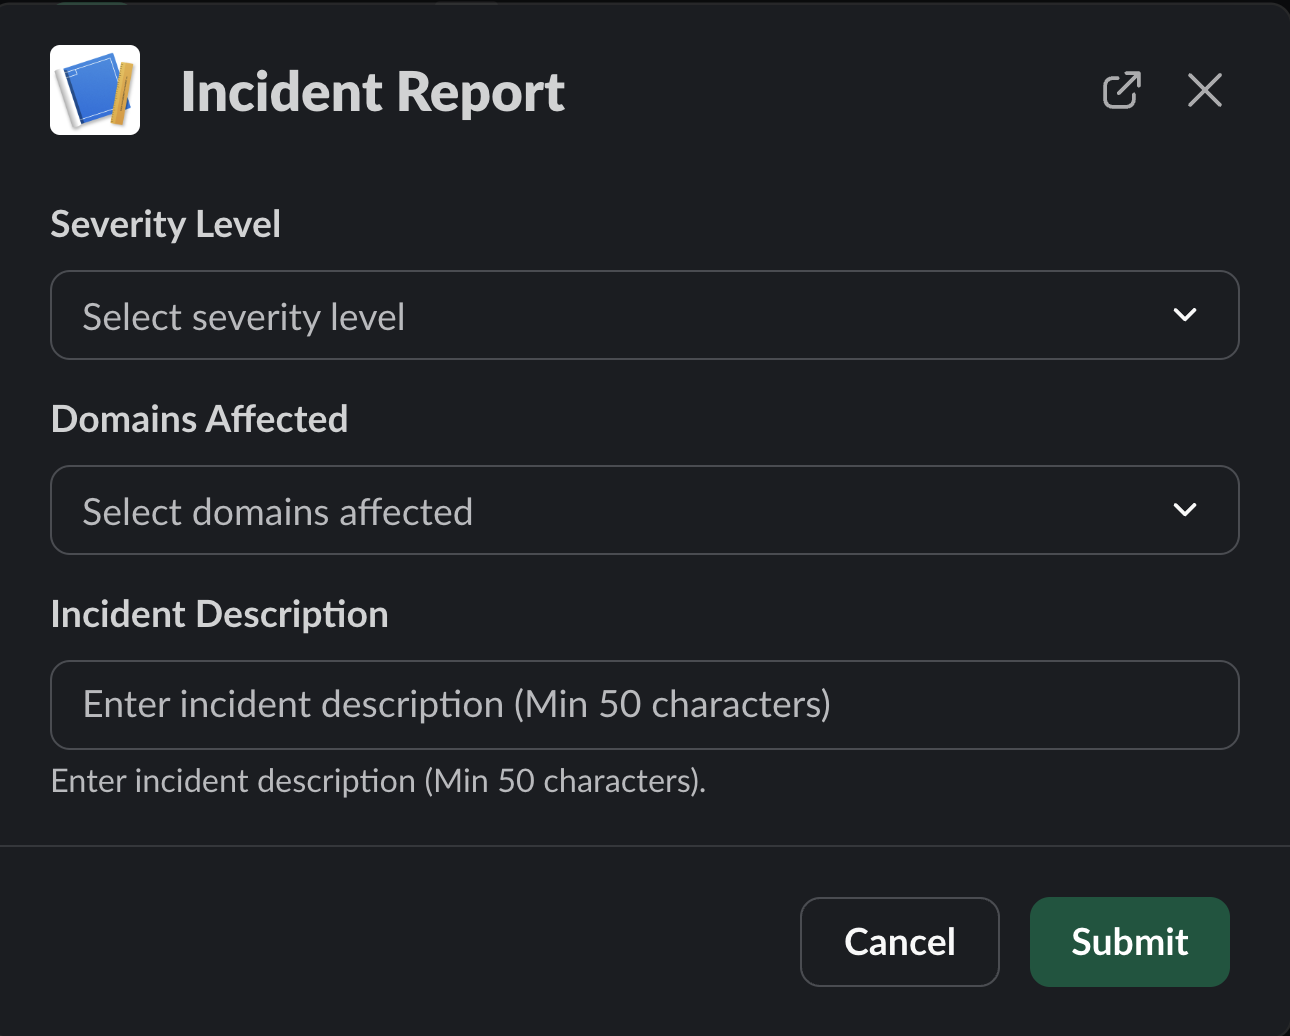 Incident Report
Severity Level
Select severity level
Domains Affected
Select domains affected
Incident Description
Enter incident description (Min 50 characters)
Enter incident description (Min 50 characters).
Cancel
Submit